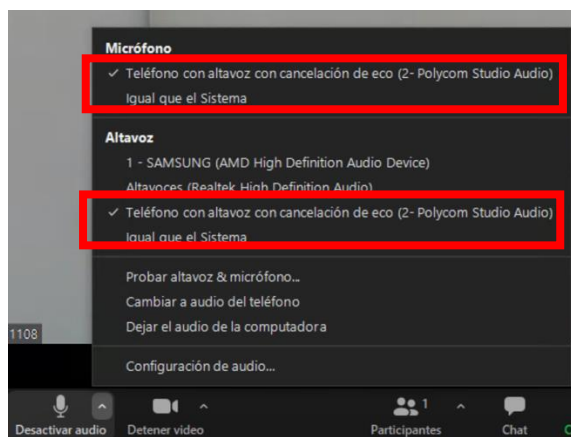 Micrófono
✓ Teléfono con altavoz con cancelación de eco (2- Polycom Studio Audio)
Igual que el Sistema
Altavoz
1 - SAMSUNG (AMD High Definition Audio Device)
Altavoces (Realtek High Definition Audio)
✓ Teléfono con altavoz con cancelación de eco (2- Polycom Studio Audio)
Igual que el Sistema
Probar altavoz & micrófono...
Cambiar a audio del teléfono
Dejar el audio de la computadora
1108
Configuración de audio...
1
Desactivar audio Detener video Participantes Chat